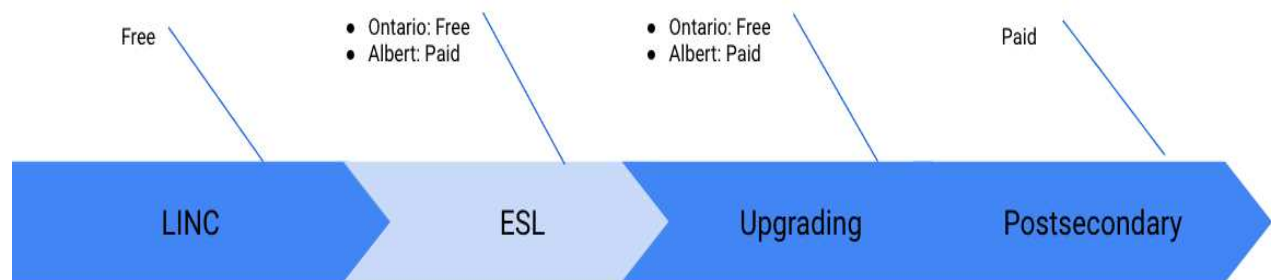 Free
● Ontario: Free
● Albert: Paid
● Ontario: Free
● Albert: Paid
Paid
LINC
ESL
Upgrading
Postsecondary